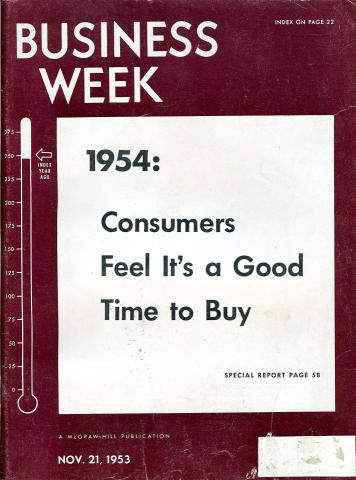 INDEX ON PAGE 22
BUSINESS
WEEK
275
250
INDEX
YEAR
AGO
225
200
175
150
125
100
75
50
25
0
1954:
Consumers
Feel It's a Good
Time to Buy
SPECIAL REPORT PAGE 58
A McGRAW-HILL PUBLICATION
NOV. 21, 1953